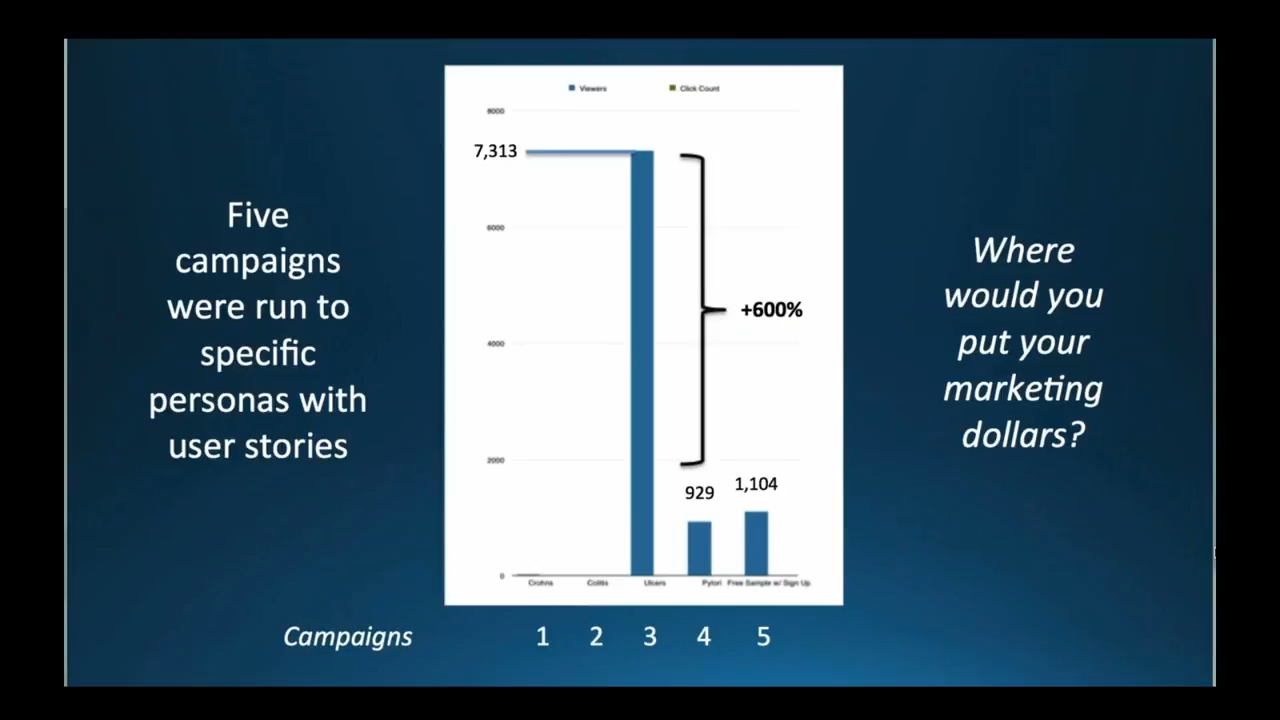 Five
campaigns
were run to
specific
personas with
user stories
Viewers
Click Count
8000
7,313
6000
+600%
4000
2000
929
1,104
0
Crohns
Colitis
Ulcers
Pylori
Free Sample w/ Sign Up
Campaigns
1
2
3
4
5
Where
would you
put your
marketing
dollars?